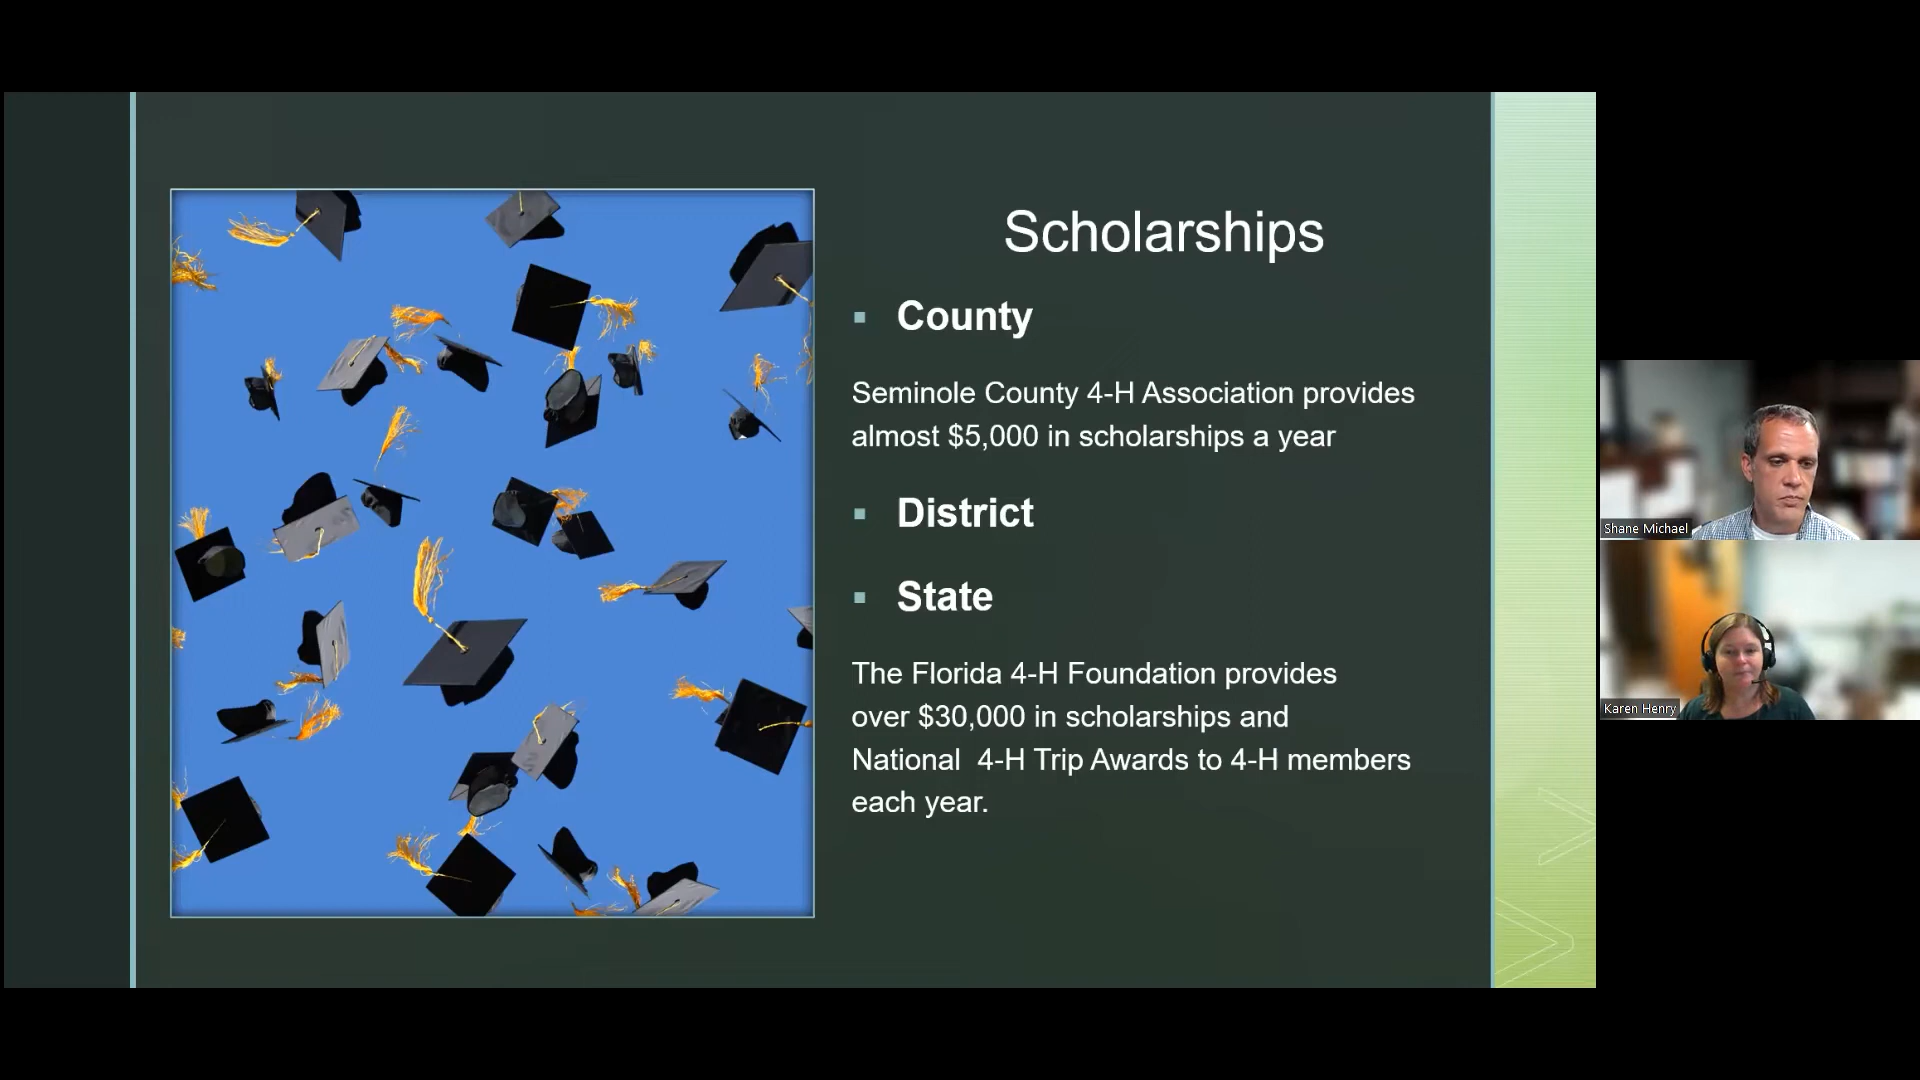 Scholarships
County
Seminole County 4-H Association provides
almost $5,000 in scholarships a year
District
State
The Florida 4-H Foundation provides
over $30,000 in scholarships and
National  4-H Trip Awards to 4-H members
each year.
Shane Michael
Karen Henry